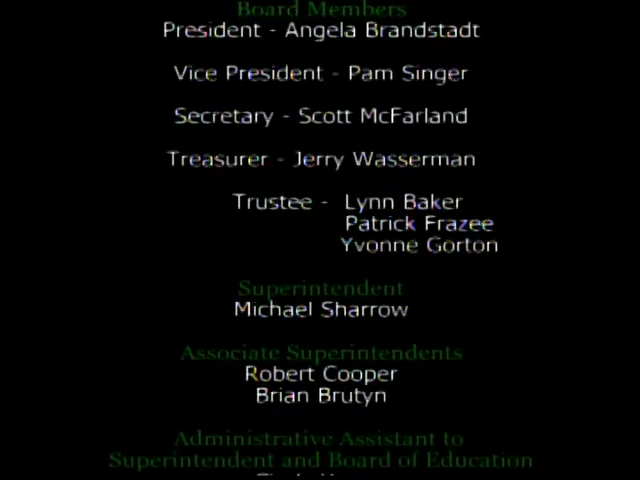 Board Members
President - Angela Brandstadt
Vice President - Pam Singer
Secretary - Scott McFarland
Treasurer - Jerry Wasserman
Trustee - Lynn Baker
Patrick Frazee
Yvonne Gorton
Superintendent
Michael Sharrow
Associate Superintendents
Robert Cooper
Brian Brutyn
Administrative Assistant to
Superintendent and Board of Education